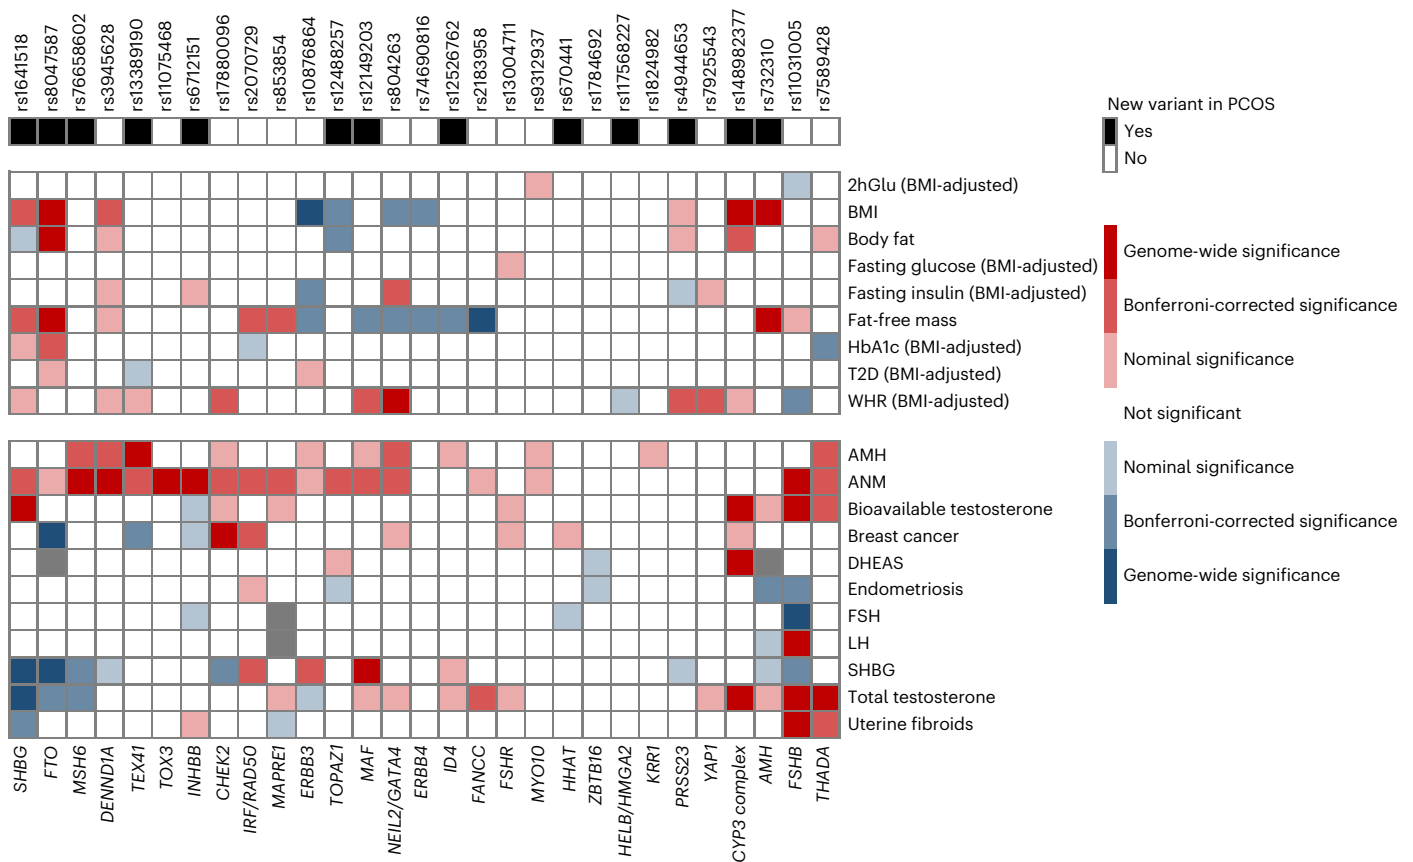 rs1641518
rs8047587
rs76658602
rs3945628
rs13389190
rs11075468
rs6712151
rs17880096
rs2070729
rs853854
rs10876864
rs12488257
rs12149203
rs804263
rs74690816
rs12526762
rs2183958
rs13004711
rs9312937
rs670441
rs1784692
rs117568227
rs1824982
rs4944653
rs7925543
rs148982377
rs732310
rs11031005
rs7589428
New variant in PCOS
Yes
No
2hGlu (BMI-adjusted)
BMI
Body fat
Fasting glucose (BMI-adjusted)
Fasting insulin (BMI-adjusted)
Fat-free mass
HbA1c (BMI-adjusted)
T2D (BMI-adjusted)
WHR (BMI-adjusted)
AMH
ANM
Bioavailable testosterone
Breast cancer
DHEAS
Endometriosis
FSH
LH
SHBG
Total testosterone
Uterine fibroids
Genome-wide significance
Bonferroni-corrected significance
Nominal significance
Not significant
Nominal significance
Bonferroni-corrected significance
Genome-wide significance
SHBG
FTO
MSH6
DENND1A
TEX41
TOX3
INHBB
CHEK2
IRF/RAD50
MAPRE1
ERBB3
TOPAZ1
MAF
NEIL2/GATA4
ERBB4
ID4
FANCC
FSHR
MYO10
HHAT
ZBTB16
HELB/HMGA2
KRR1
PRSS23
YAP1
CYP3 complex
AMH
FSHB
THADA